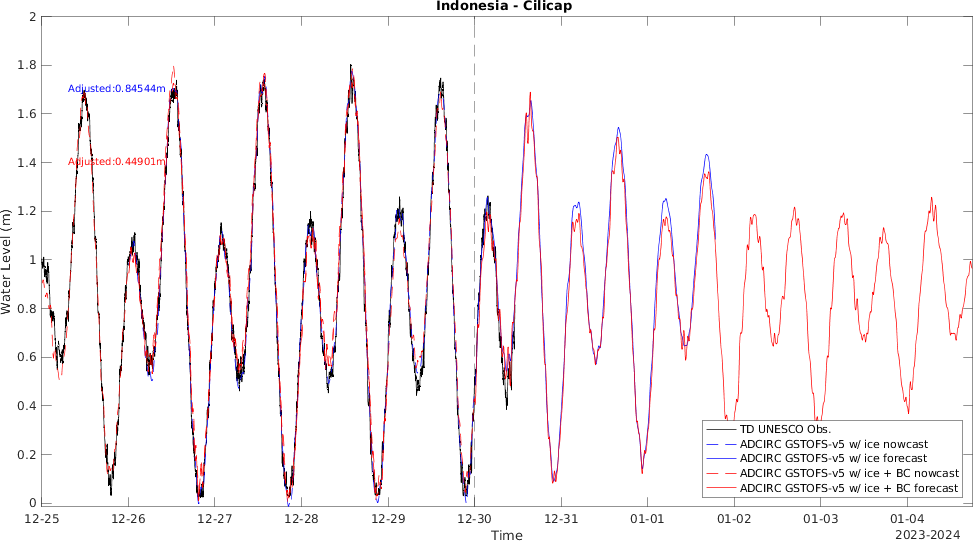 Indonesia - Cilicap
2
1.8
1.6
1.4
1.2
1
0.8
0.6
0.4
0.2
0
Water Level (m)
Adjusted:0.84544m
Adjusted:0.44901m
TD UNESCO Obs.
ADCIRC GSTOFS-v5 w/ ice nowcast
ADCIRC GSTOFS-v5 w/ ice forecast
ADCIRC GSTOFS-v5 w/ ice + BC nowcast
ADCIRC GSTOFS-v5 w/ ice + BC forecast
12-25 12-26 12-27 12-28 12-29 12-30 12-31 01-01 01-02 01-03 01-04
Time
2023-2024